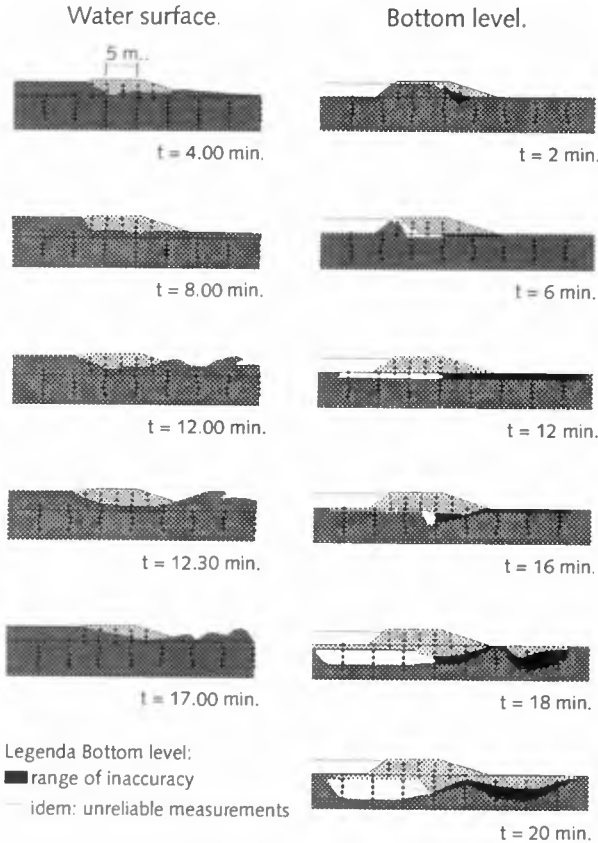 Water surface.
5 m..
t = 4.00 min.
t = 8.00 min.
t = 12.00 min.
t = 12.30 min.
t = 17.00 min.
Legenda Bottom level:
range of inaccuracy
idem: unreliable measurements
Bottom level.
t = 2 min.
t = 6 min.
t = 12 min.
t = 16 min.
t = 18 min.
t = 20 min.